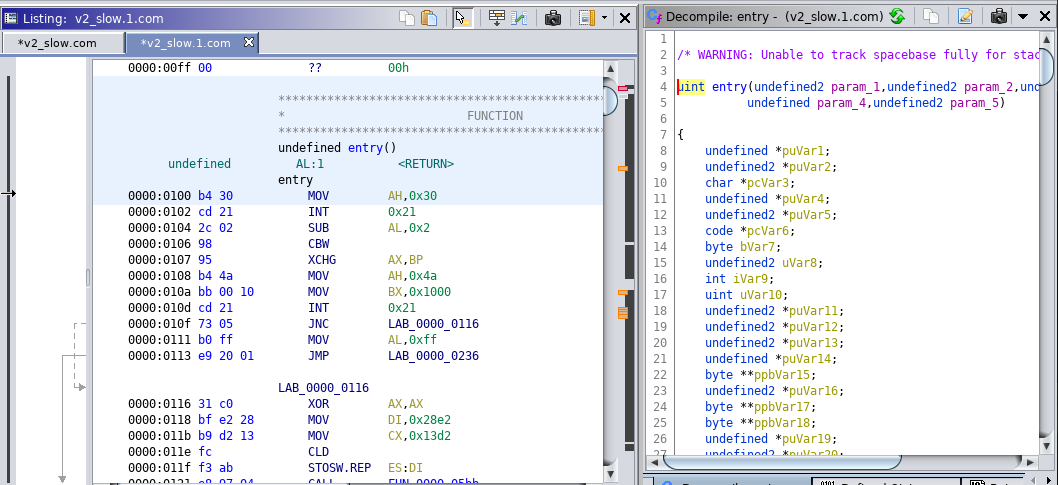 Listing: v2_slow.1.com
*v2_slow.com
*v2_slow.1.com
0000:00ff 00 ?? 00h
************************************************
* FUNCTION
************************************************
undefined entry()
undefined AL:1 <RETURN>
entry
0000:0100 b4 30 MOV AH,0x30
0000:0102 cd 21 INT 0x21
0000:0104 2c 02 SUB AL,0x2
0000:0106 98 CBW
0000:0107 95 XCHG AX,BP
0000:0108 b4 4a MOV AH,0x4a
0000:010a bb 00 10 MOV BX,0x1000
0000:010d cd 21 INT 0x21
0000:010f 73 05 JNC LAB_0000_0116
0000:0111 b0 ff MOV AL,0xff
0000:0113 e9 20 01 JMP LAB_0000_0236
LAB_0000_0116
0000:0116 31 c0 XOR AX,AX
0000:0118 bf e2 28 MOV DI,0x28e2
0000:011b b9 d2 13 MOV CX,0x13d2
0000:011e fc CLD
0000:011f f3 ab STOSW.REP ES:DI
Decompile: entry - (v2_slow.1.com)
1
2 /* WARNING: Unable to track spacebase fully for stac
3
4 uint entry(undefined2 param_1,undefined2 param_2,und
5 undefined param_4,undefined2 param_5)
6
7 {
8 undefined *puVar1;
9 undefined2 *puVar2;
10 char *pcVar3;
11 undefined *puVar4;
12 undefined2 *puVar5;
13 code *pcVar6;
14 byte bVar7;
15 undefined2 uVar8;
16 int iVar9;
17 uint uVar10;
18 undefined2 *puVar11;
19 undefined2 *puVar12;
20 undefined2 *puVar13;
21 undefined *puVar14;
22 byte **ppbVar15;
23 undefined2 *puVar16;
24 byte **ppbVar17;
25 byte **ppbVar18;
26 undefined *puVar19;
27 undefined2 *puVar20;